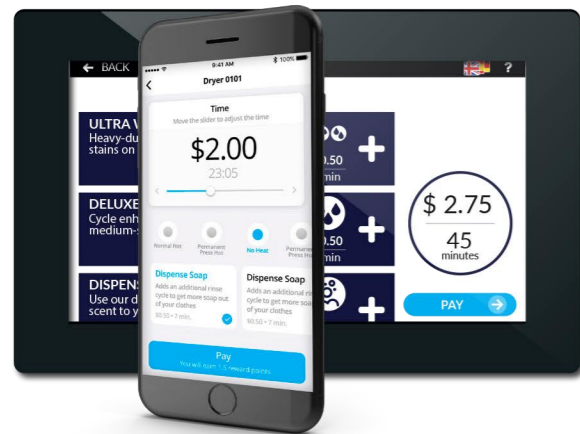 ← BACK
?
ULTRA
Heavy-du
stains on
.50
min
DELUXE
Cycle enh
medium-s
.50
min
DISPENS
Use our d
scent to y
$ 2.75
45
minutes
PAY
9:41 AM
100%
Dryer 0101
Time
Move the slider to adjust the time
$2.00
23:05
Normal Hot
Permanent
Press Hot
No Heat
Permanent
Press
Dispense Soap
Adds an additional rinse
cycle to get more soap out
of your clothes
$0.50 • 7 min.
Dispense Soap
Adds an additional rins
cycle to get more soa
of your clothes
$0.50 • 7 min.
Pay
You will earn 1.5 reward points